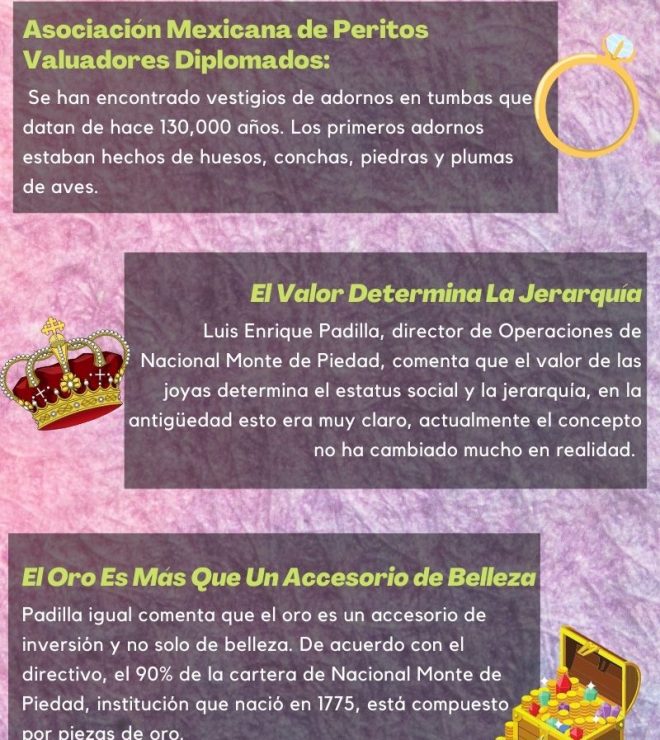 Asociación Mexicana de Peritos
Valuadores Diplomados:
Se han encontrado vestigios de adornos en tumbas que
datan de hace 130,000 años. Los primeros adornos
estaban hechos de huesos, conchas, piedras y plumas
de aves.
El Valor Determina La Jerarquía
Luis Enrique Padilla, director de Operaciones de
Nacional Monte de Piedad, comenta que el valor de las
joyas determina el estatus social y la jerarquía, en la
antigüedad esto era muy claro, actualmente el concepto
no ha cambiado mucho en realidad.
El Oro Es Más Que Un Accesorio de Belleza
Padilla igual comenta que el oro es un accesorio de
inversión y no solo de belleza. De acuerdo con el
directivo, el 90% de la cartera de Nacional Monte de
Piedad, institución que nació en 1775, está compuesto
por piezas de oro.